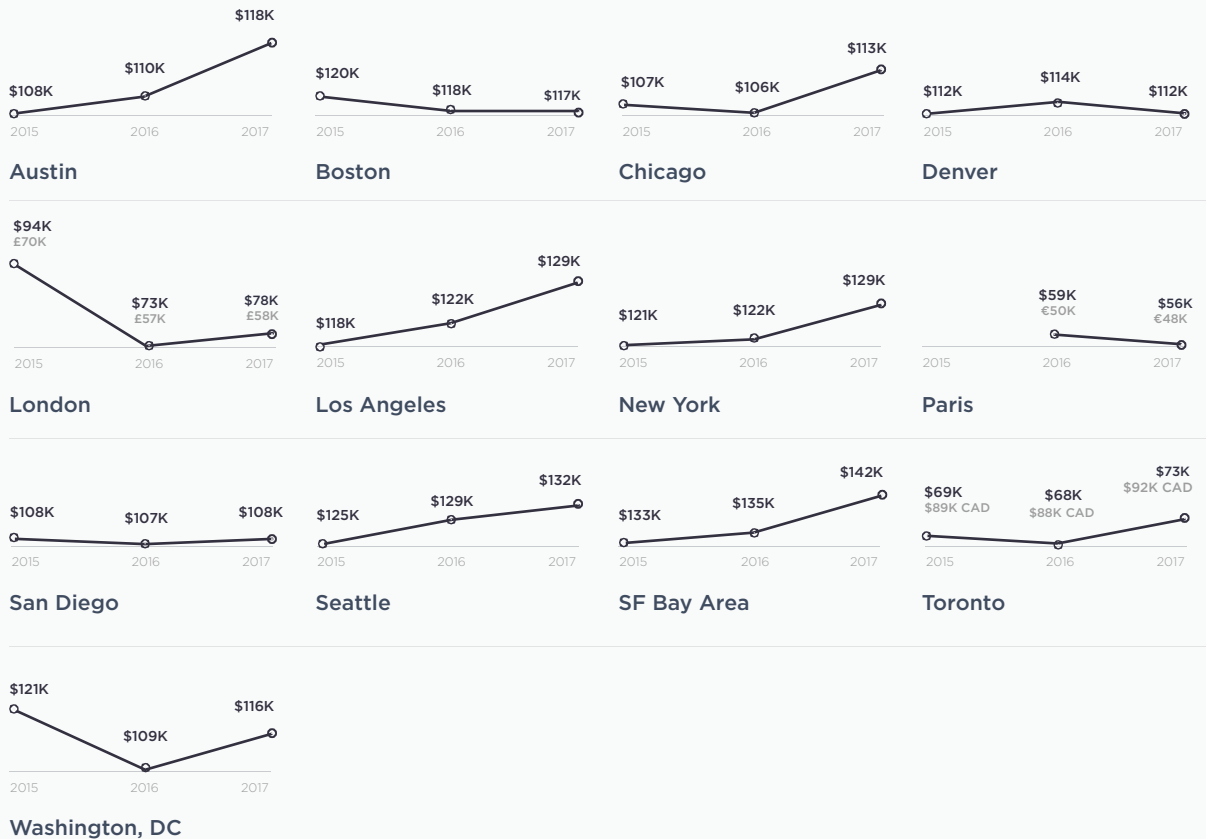 $108K
$110K
$118K
2015
2016
2017
Austin
$120K
$118K
$117K
2015
2016
2017
Boston
$107K
$106K
$113K
2015
2016
2017
Chicago
$112K
$114K
$112K
2015
2016
2017
Denver
$94K
£70K
$73K
£57K
$78K
£58K
2015
2016
2017
London
$118K
$122K
$129K
2015
2016
2017
Los Angeles
$121K
$122K
$129K
2015
2016
2017
New York
$59K
€50K
$56K
€48K
2015
2016
2017
Paris
$108K
$107K
$108K
2015
2016
2017
San Diego
$125K
$129K
$132K
2015
2016
2017
Seattle
$133K
$135K
$142K
2015
2016
2017
SF Bay Area
$69K
$89K CAD
$68K
$88K CAD
$73K
$92K CAD
2015
2016
2017
Toronto
$121K
$109K
$116K
2015
2016
2017
Washington, DC